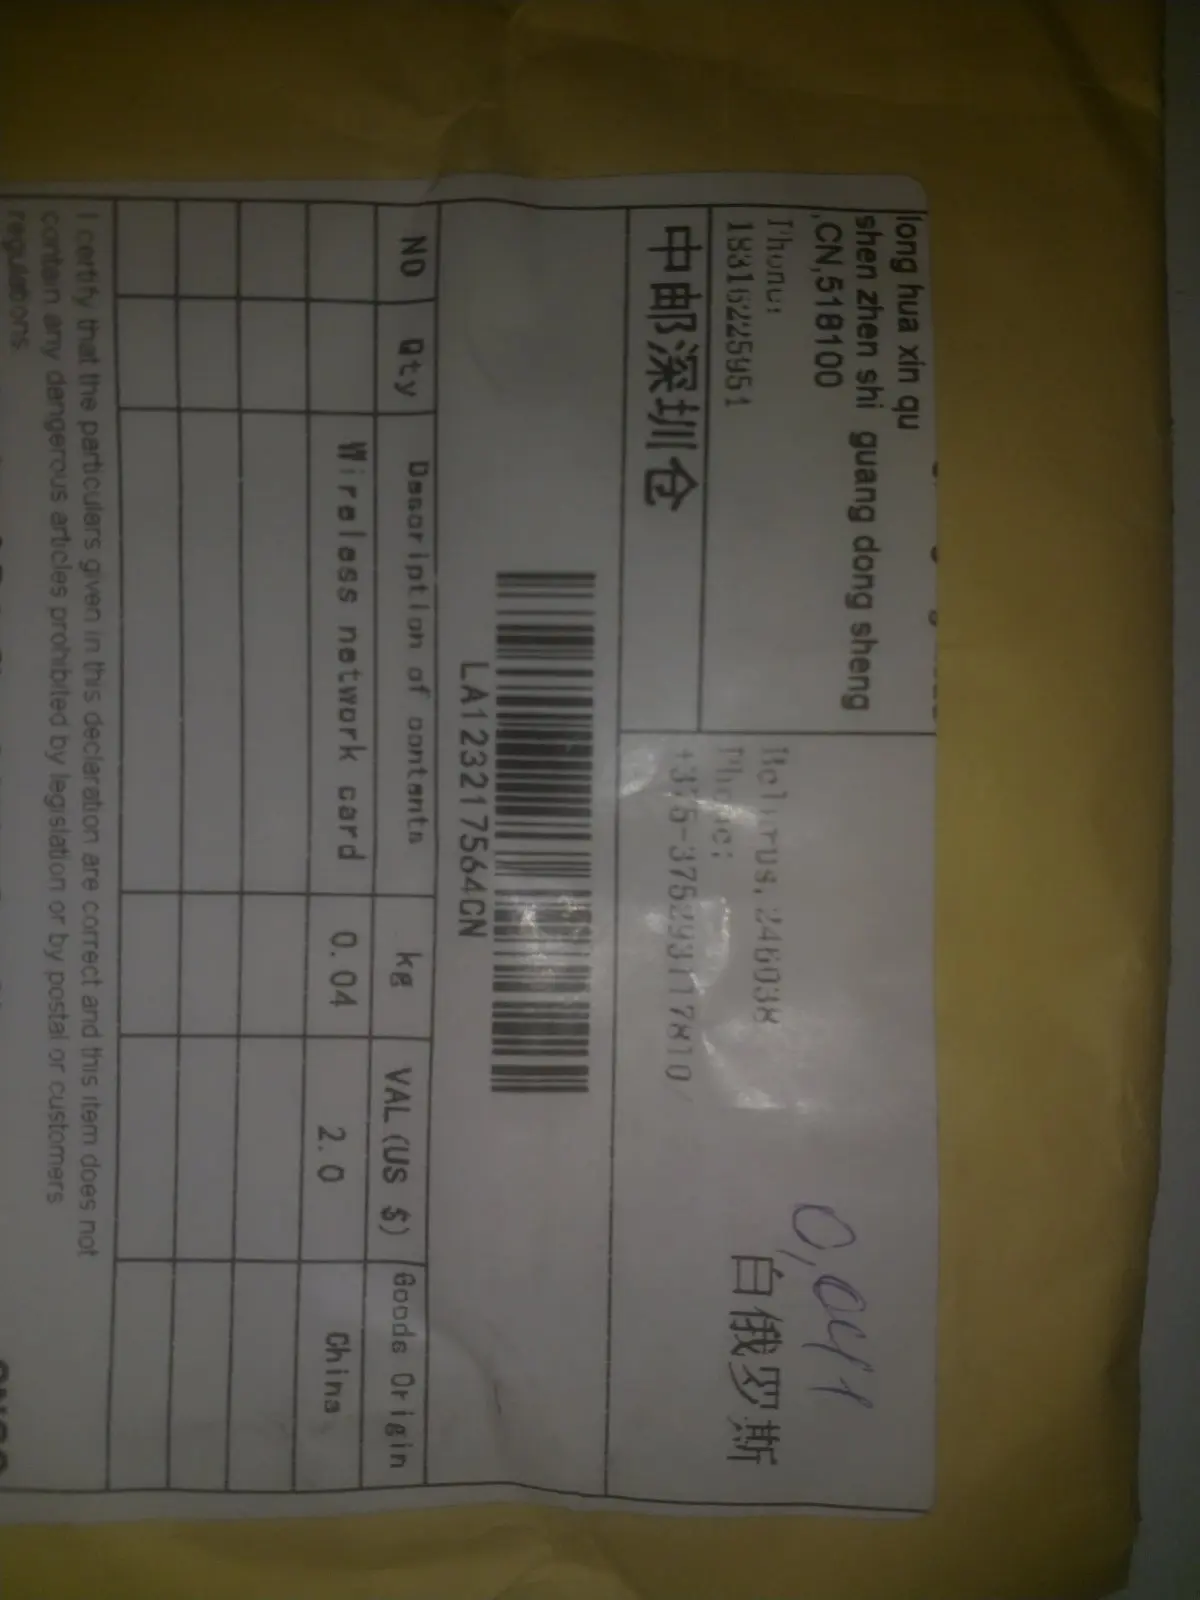 long hua xin qu
shen zhen shi guang dong sheng
,CN,518100
Phone:
18316225951
中邮深圳仓
Belarus, 246038
Phone:
0,041
白俄罗斯
LA123217564CN
NO Qty Description of contents kg VAL (US $) Goods Origin
Wireless network card 0.04 2.0 China
I certify that the particulars given in this declaration are correct and this item does not
contain any dangerous articles prohibited by legislation or by postal or customers
regulations.